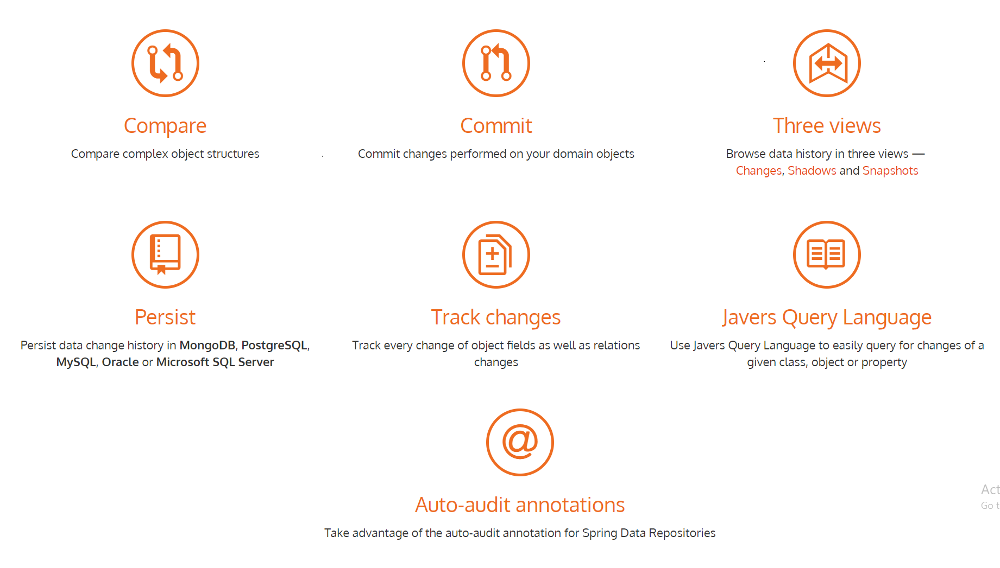 Compare
Compare complex object structures
Commit
Commit changes performed on your domain objects
Three views
Browse data history in three views —
Changes, Shadows and Snapshots
Persist
Persist data change history in MongoDB, PostgreSQL,
MySQL, Oracle or Microsoft SQL Server
Track changes
Track every change of object fields as well as relations
changes
Javers Query Language
Use Javers Query Language to easily query for changes of a
given class, object or property
@
Auto-audit annotations
Take advantage of the auto-audit annotation for Spring Data Repositories
Act
Go t